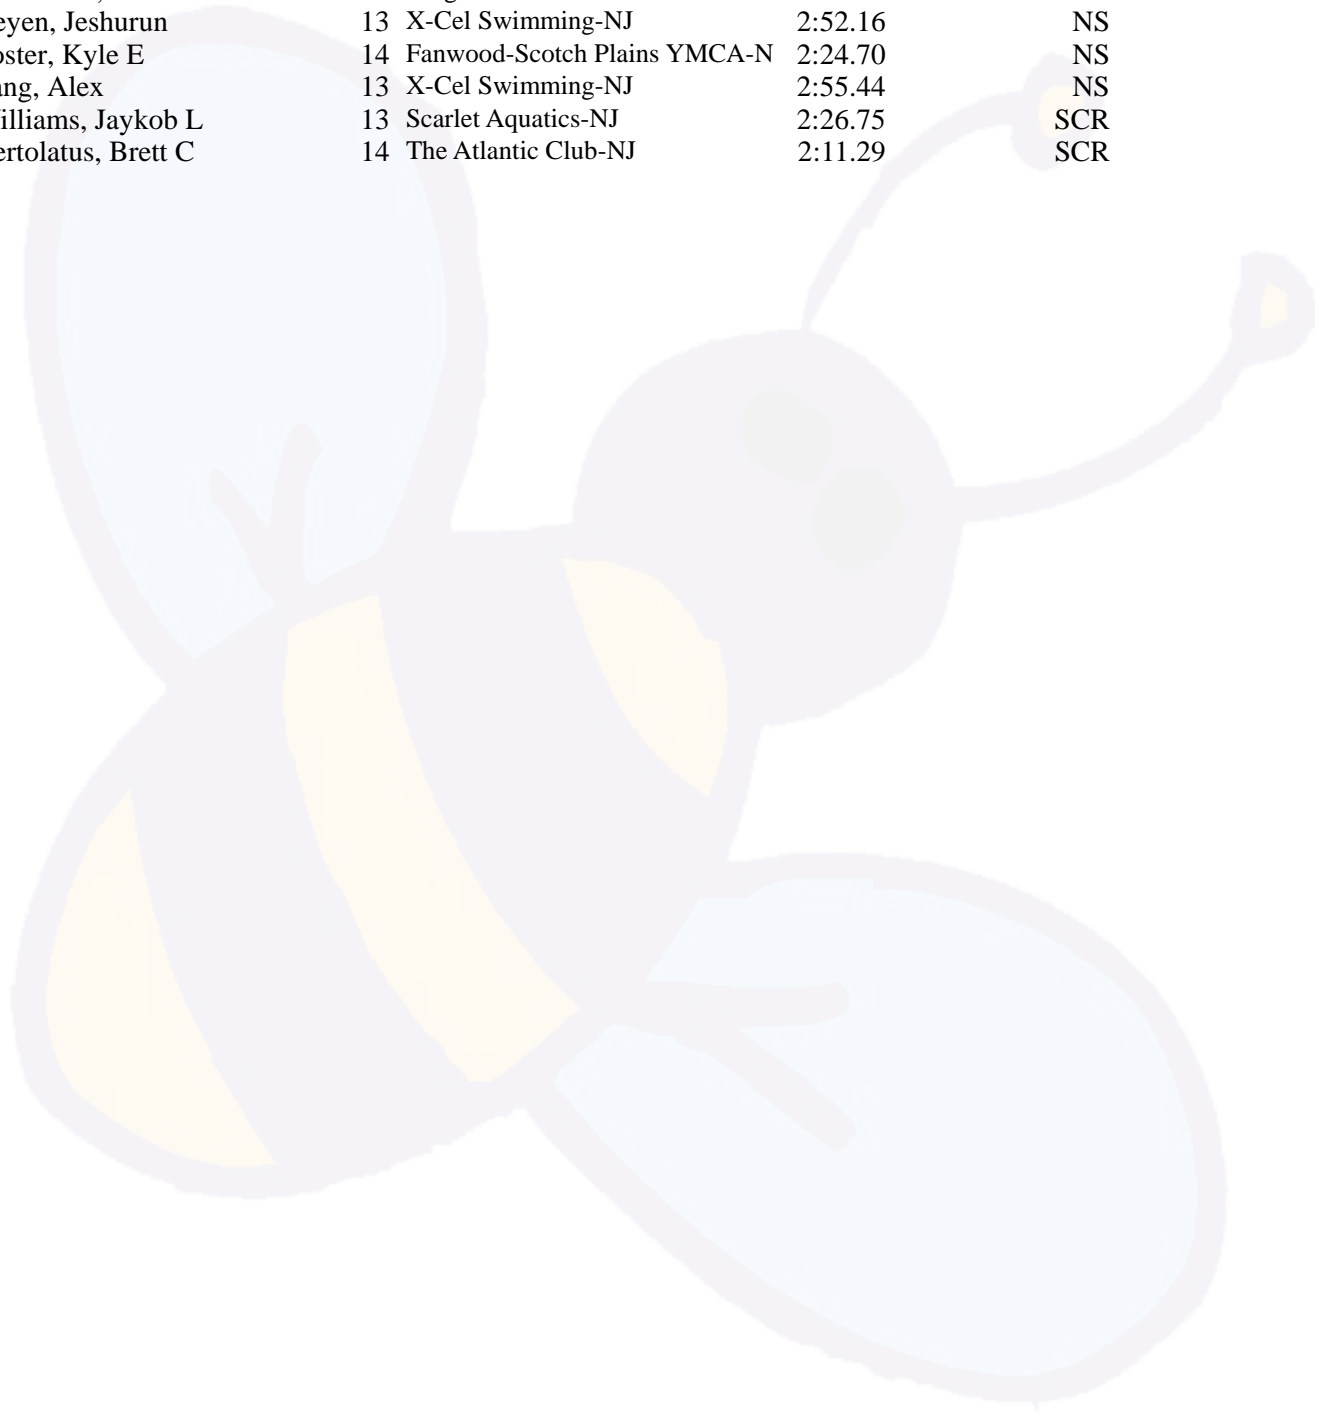 eyen, Jeshurun 13 X-Cel Swimming-NJ 2:52.16 NS
oster, Kyle E 14 Fanwood-Scotch Plains YMCA-N 2:24.70 NS
ang, Alex 13 X-Cel Swimming-NJ 2:55.44 NS
illiams, Jaykob L 13 Scarlet Aquatics-NJ 2:26.75 SCR
ertolatus, Brett C 14 The Atlantic Club-NJ 2:11.29 SCR